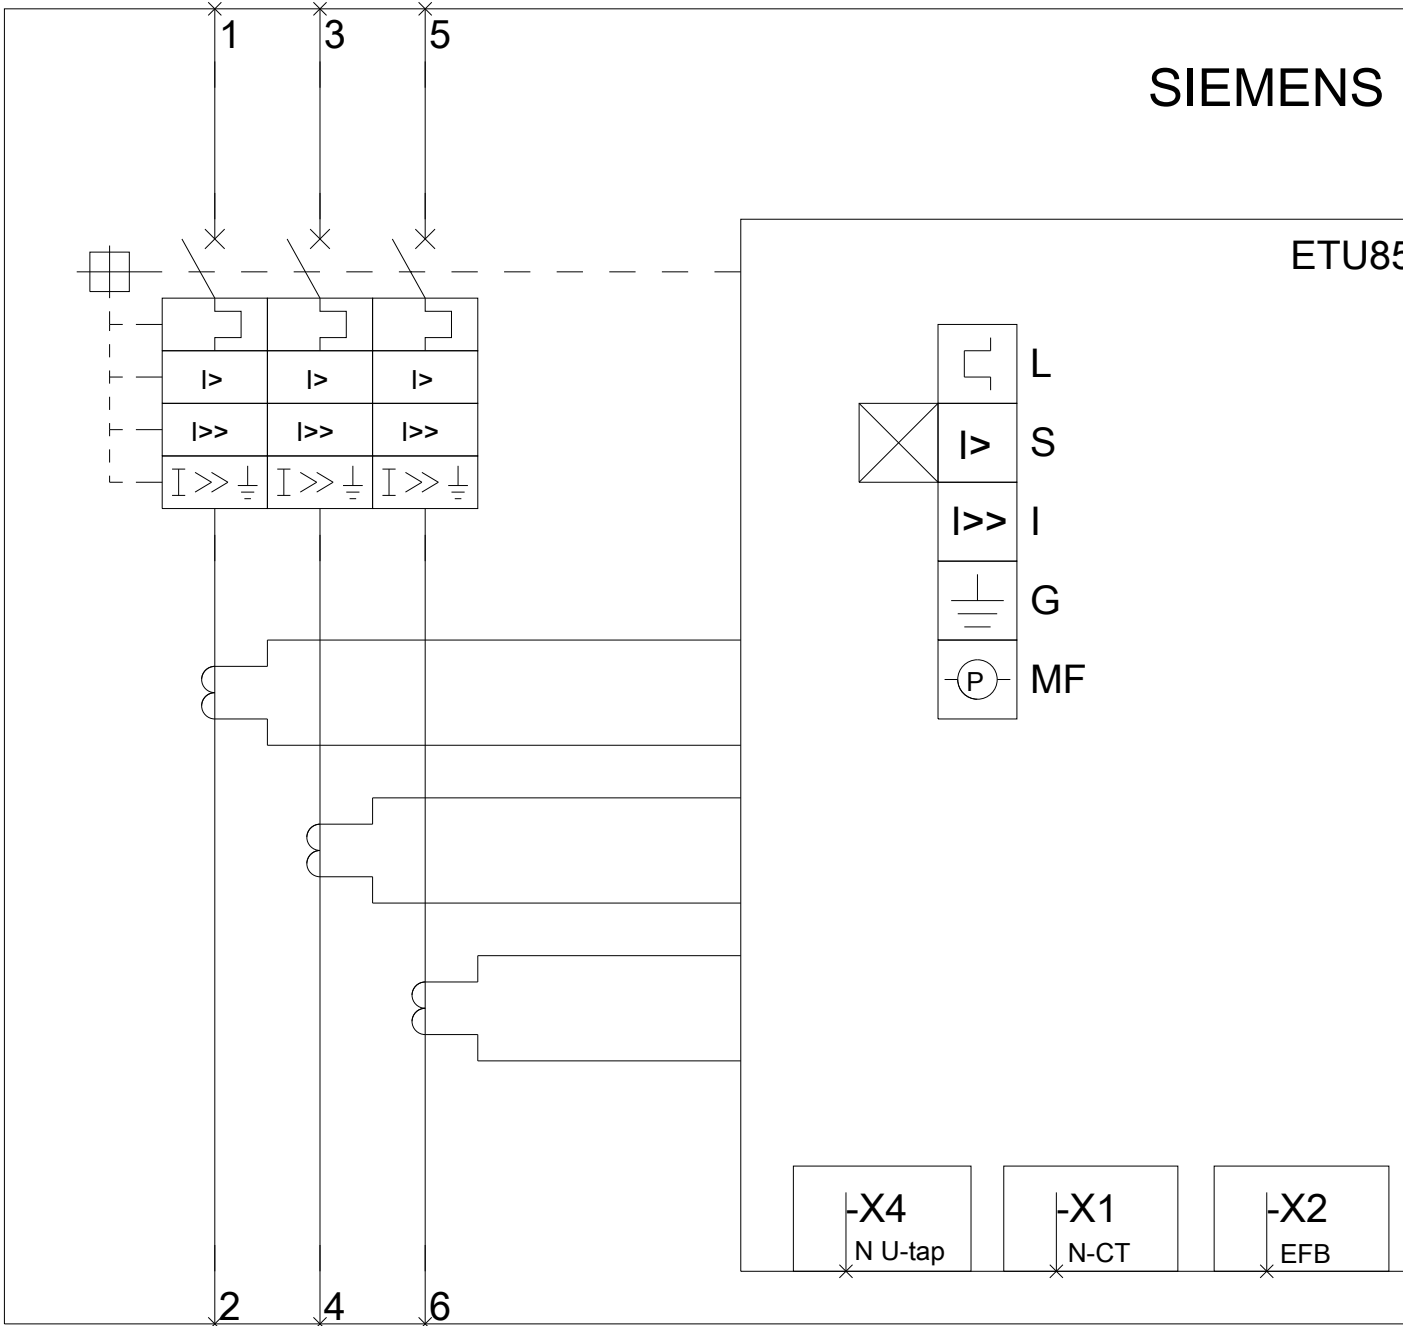 1 3 5
SIEMENS
ETU85
I> I> I>
I>> I>> I>>
I>> I>> I>>
L
I> S
I>> I
G
P MF
-X4 -X1 -X2
N U-tap N-CT EFB
2 4 6